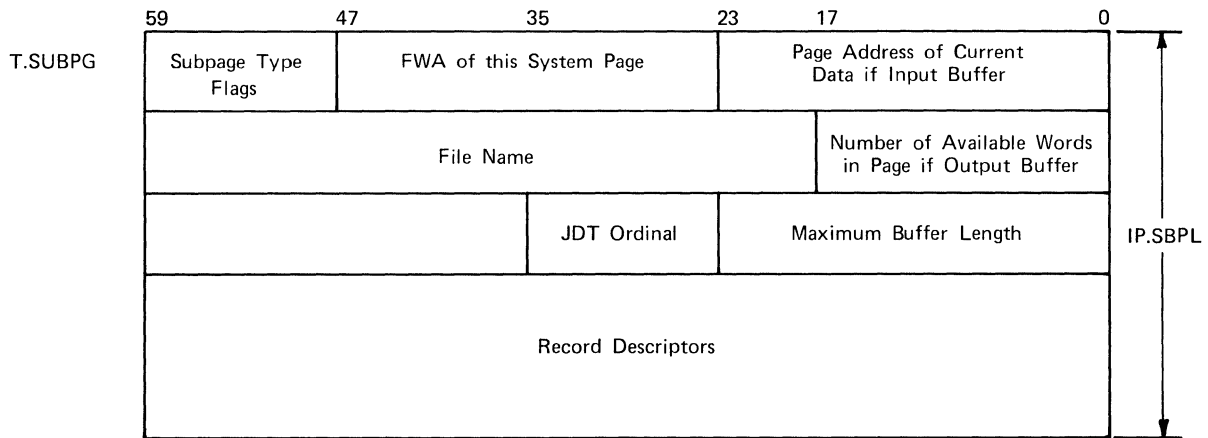 59 47 35 23 17 0
T.SUBPG
Subpage Type
Flags
FWA of this System Page
Page Address of Current
Data if Input Buffer
File Name
Number of Available Words
in Page if Output Buffer
JDT Ordinal
Maximum Buffer Length
IP.SBPL
Record Descriptors